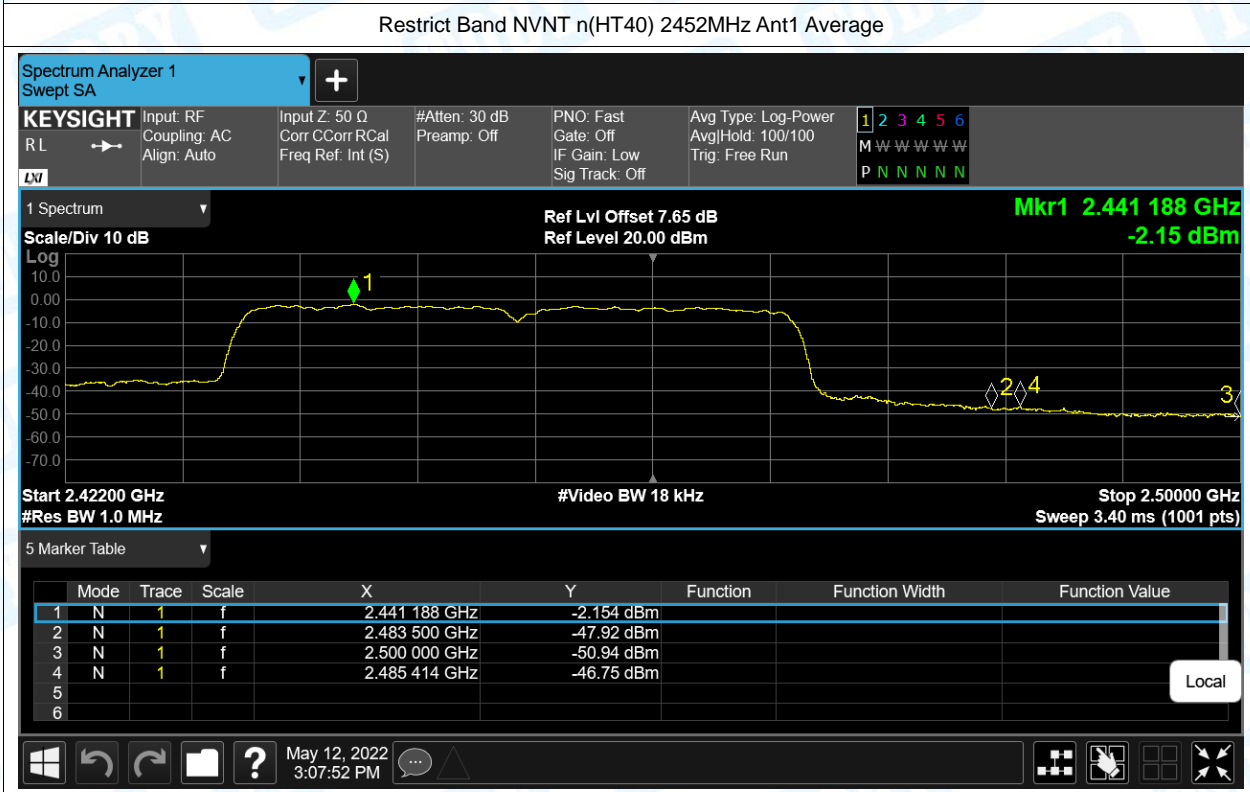 Restrict Band NVNT n(HT40) 2452MHz Ant1 Average
Spectrum Analyzer 1
Swept SA
KEYSIGHT
R L
LXI
Input: RF
Coupling: AC
Align: Auto
Input Z: 50 Ω
Corr CCorr RCal
Freq Ref: Int (S)
#Atten: 30 dB
Preamp: Off
PNO: Fast
Gate: Off
IF Gain: Low
Sig Track: Off
Avg Type: Log-Power
Avg|Hold: 100/100
Trig: Free Run
1 2 3 4 5 6
M W W W W W
P N N N N N
1 Spectrum
Scale/Div 10 dB
Ref Lvl Offset 7.65 dB
Ref Level 20.00 dBm
Mkr1 2.441 188 GHz
-2.15 dBm
Log
10.0
0.00
-10.0
-20.0
-30.0
-40.0
-50.0
-60.0
-70.0
1
2 4
3
Start 2.42200 GHz
#Video BW 18 kHz
Stop 2.50000 GHz
#Res BW 1.0 MHz
Sweep 3.40 ms (1001 pts)
5 Marker Table
Mode Trace Scale X Y Function Function Width Function Value
1 N 1 f 2.441 188 GHz -2.154 dBm
2 N 1 f 2.483 500 GHz -47.92 dBm
3 N 1 f 2.500 000 GHz -50.94 dBm
4 N 1 f 2.485 414 GHz -46.75 dBm
5
6
Local
?
May 12, 2022
3:07:52 PM